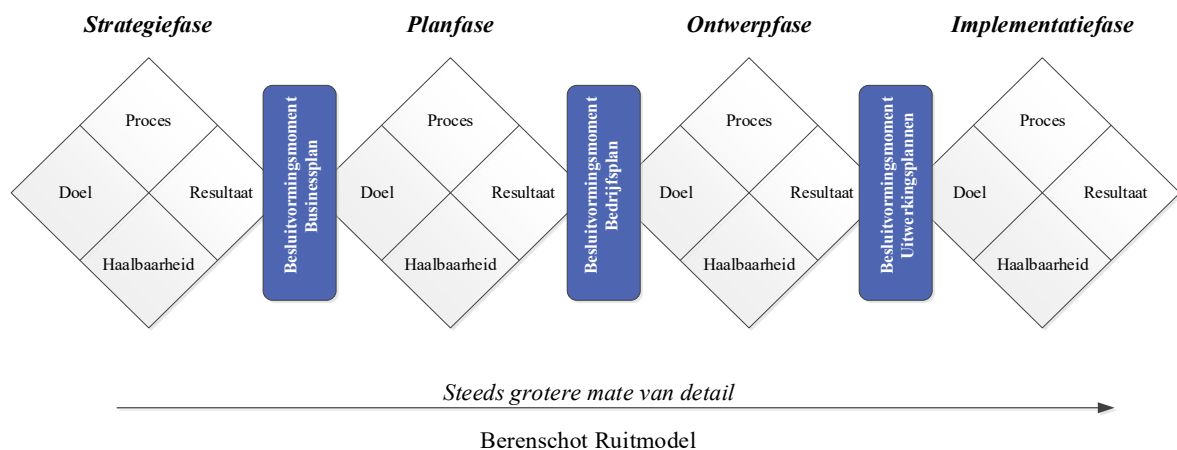 Strategiefase
Planfase
Ontwerpfase
Implementatiefase
Proces
Doel
Resultaat
Haalbaarheid
Besluitvormingsmoment
Businessplan
Proces
Doel
Resultaat
Haalbaarheid
Besluitvormingsmoment
Bedrijfsplan
Proces
Doel
Resultaat
Haalbaarheid
Besluitvormingsmoment
Uitwerkingsplannen
Proces
Doel
Resultaat
Haalbaarheid
Steeds grotere mate van detail
Berenschot Ruitmodel